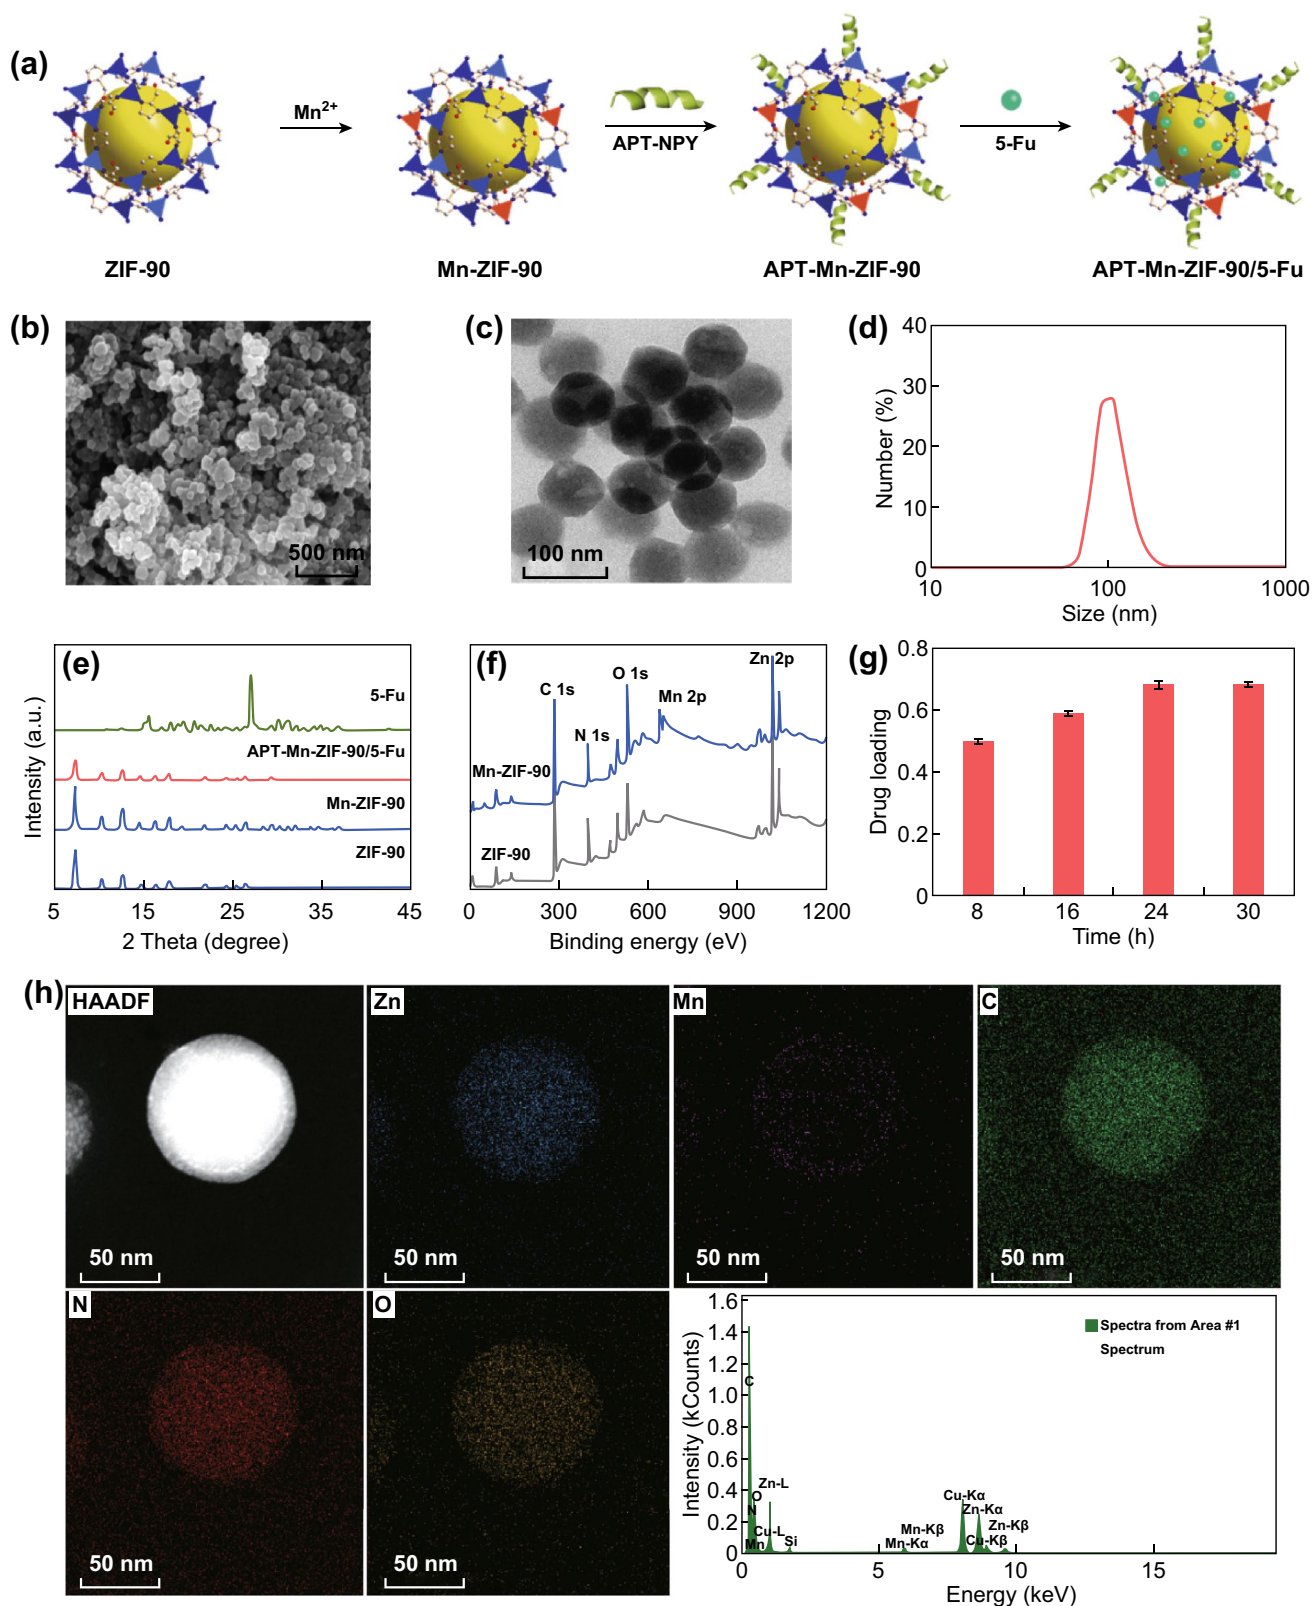 (a)
Mn2+
APT-NPY
5-Fu
ZIF-90
Mn-ZIF-90
APT-Mn-ZIF-90
APT-Mn-ZIF-90/5-Fu
(b)
500 nm
(c)
100 nm
(d)
40
30
20
10
0
Number (%)
10
100
1000
Size (nm)
(e)
5-Fu
APT-Mn-ZIF-90/5-Fu
Mn-ZIF-90
ZIF-90
Intensity (a.u.)
5
15
25
35
45
2 Theta (degree)
(f)
C 1s
N 1s
O 1s
Mn 2p
Zn 2p
Mn-ZIF-90
ZIF-90
0
300
600
900
1200
Binding energy (eV)
(g)
0.8
0.6
0.4
0.2
0
Drug loading
8
16
24
30
Time (h)
(h)
HAADF
50 nm
Zn
50 nm
Mn
50 nm
C
50 nm
N
50 nm
O
50 nm
1.6
1.4
1.2
1.0
0.8
0.6
0.4
0.2
0
Intensity (kCounts)
Spectra from Area #1
Spectrum
C
O
N
Mn
Zn-L
Cu-L
Si
Mn-Kβ
Mn-Kα
Cu-Kα
Zn-Kα
Zn-Kβ
Cu-Kβ
0
5
10
15
Energy (keV)